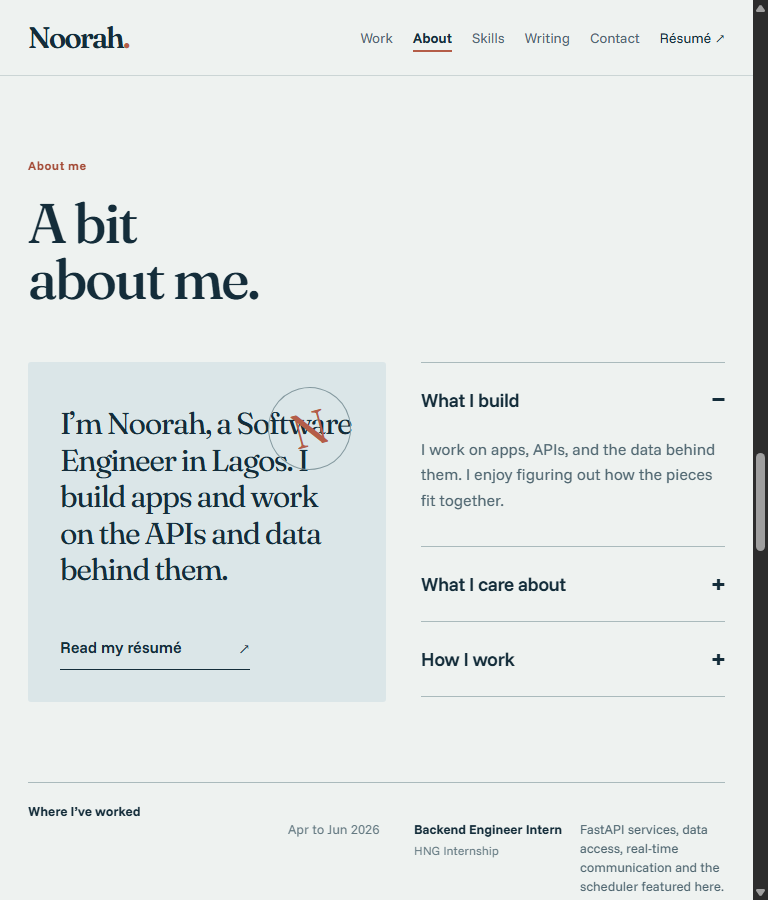 Noorah.
Work About Skills Writing Contact Résumé ↗
About me
A bit
about me.
I’m Noorah, a Software
Engineer in Lagos. I
build apps and work
on the APIs and data
behind them.
N
Read my résumé ↗
What I build −
I work on apps, APIs, and the data behind
them. I enjoy figuring out how the pieces
fit together.
What I care about +
How I work +
Where I’ve worked
Apr to Jun 2026
Backend Engineer Intern
HNG Internship
FastAPI services, data
access, real-time
communication and the
scheduler featured here.